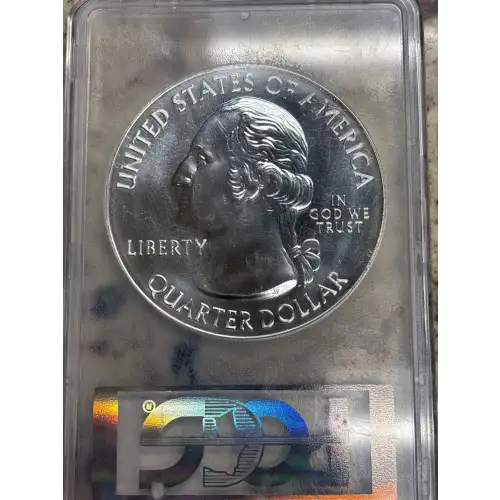 UNITED STATES OF AMERICA
IN
GOD WE
TRUST
LIBERTY
QUARTER DOLLAR